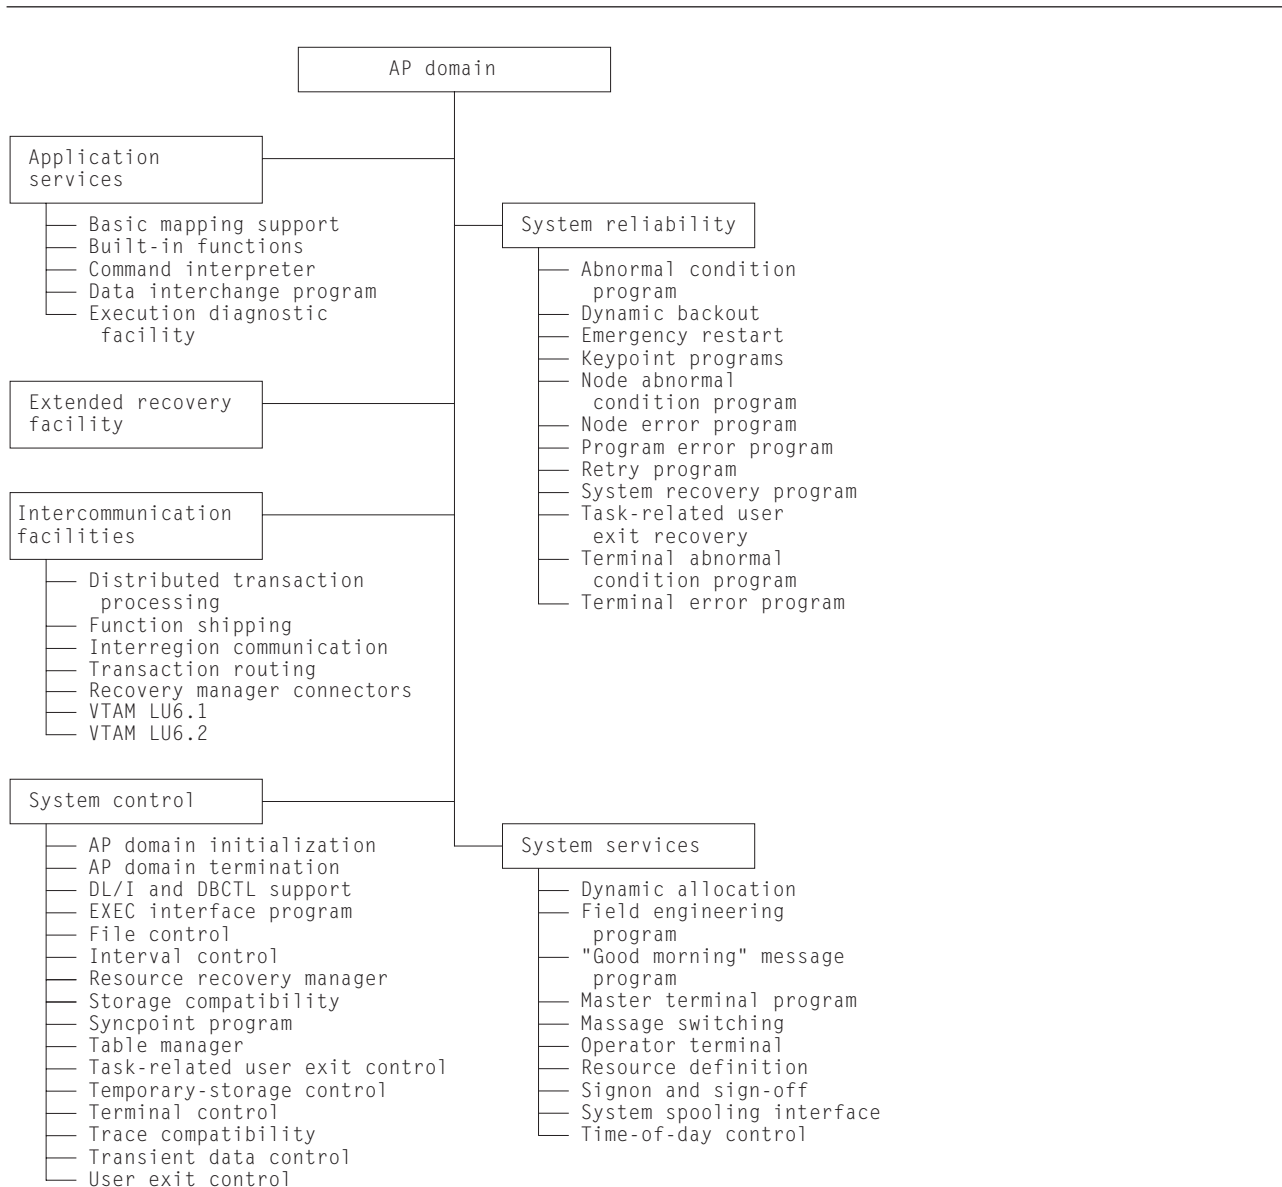 AP domain
Application
services
Basic mapping support
Built-in functions
Command interpreter
Data interchange program
Execution diagnostic
facility
Extended recovery
facility
Intercommunication
facilities
Distributed transaction
processing
Function shipping
Interregion communication
Transaction routing
Recovery manager connectors
VTAM LU6.1
VTAM LU6.2
System control
AP domain initialization
AP domain termination
DL/I and DBCTL support
EXEC interface program
File control
Interval control
Resource recovery manager
Storage compatibility
Syncpoint program
Table manager
Task-related user exit control
Temporary-storage control
Terminal control
Trace compatibility
Transient data control
User exit control
System reliability
Abnormal condition
program
Dynamic backout
Emergency restart
Keypoint programs
Node abnormal
condition program
Node error program
Program error program
Retry program
System recovery program
Task-related user
exit recovery
Terminal abnormal
condition program
Terminal error program
System services
Dynamic allocation
Field engineering
program
"Good morning" message
program
Master terminal program
Massage switching
Operator terminal
Resource definition
Signon and sign-off
System spooling interface
Time-of-day control